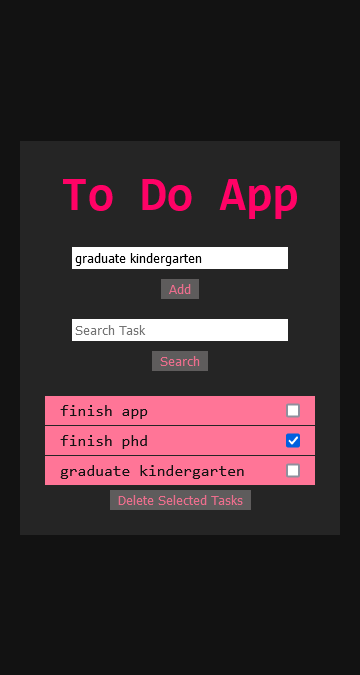 To Do App
graduate kindergarten
Add
Search Task
Search
finish app
finish phd
graduate kindergarten
Delete Selected Tasks